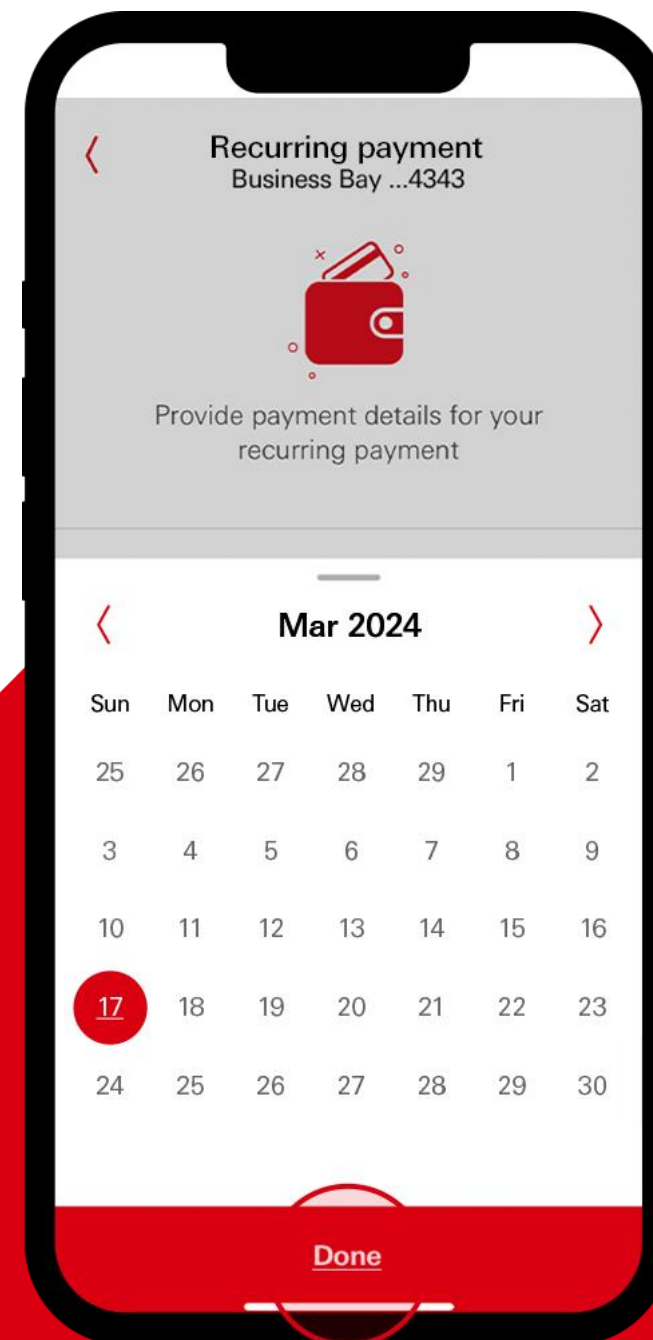 Recurring payment
Business Bay ...4343
Provide payment details for your
recurring payment
Mar 2024
Sun Mon Tue Wed Thu Fri Sat
25 26 27 28 29 1 2
3 4 5 6 7 8 9
10 11 12 13 14 15 16
17 18 19 20 21 22 23
24 25 26 27 28 29 30
Done